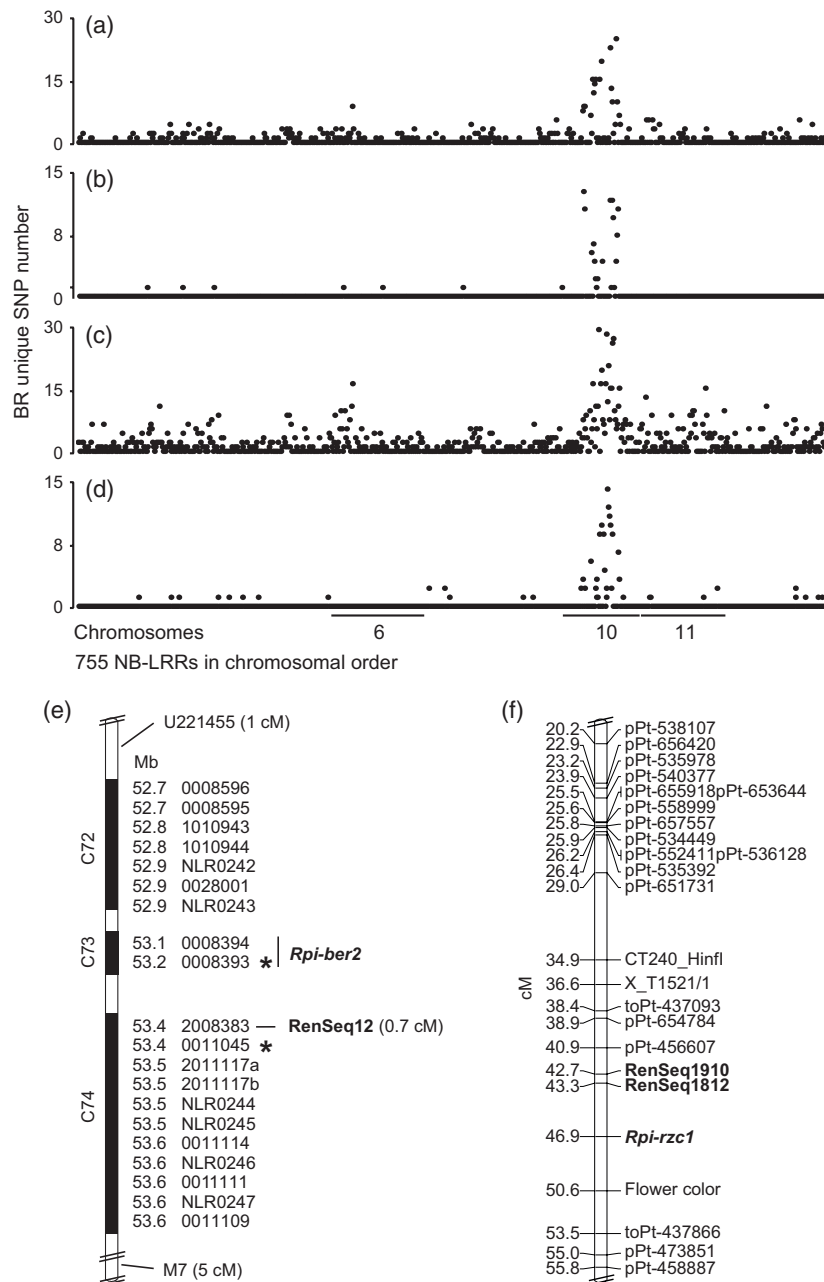 (a)
30
15
0
(b)
15
8
0
(c)
30
15
0
(d)
15
8
0
BR unique SNP number
Chromosomes 6 10 11
755 NB-LRRs in chromosomal order
(e)
U221455 (1 cM)
Mb
C72
52.7 0008596
52.7 0008595
52.8 1010943
52.8 1010944
52.9 NLR0242
52.9 0028001
52.9 NLR0243
C73
53.1 0008394
53.2 0008393 *
Rpi-ber2
C74
53.4 2008383 RenSeq12 (0.7 cM)
53.4 0011045 *
53.5 2011117a
53.5 2011117b
53.5 NLR0244
53.5 NLR0245
53.6 0011114
53.6 NLR0246
53.6 0011111
53.6 NLR0247
53.6 0011109
M7 (5 cM)
(f)
cM
20.2 pPt-538107
22.9 pPt-656420
23.2 pPt-535978
23.9 pPt-540377
25.5 pPt-655918pPt-653644
25.6 pPt-558999
25.8 pPt-657557
25.9 pPt-534449
26.2 pPt-552411pPt-536128
26.4 pPt-535392
29.0 pPt-651731
34.9 CT240_HinfI
36.6 X_T1521/1
38.4 toPt-437093
38.9 pPt-654784
40.9 pPt-456607
42.7 RenSeq1910
43.3 RenSeq1812
46.9 Rpi-rzc1
50.6 Flower color
53.5 toPt-437866
55.0 pPt-473851
55.8 pPt-458887